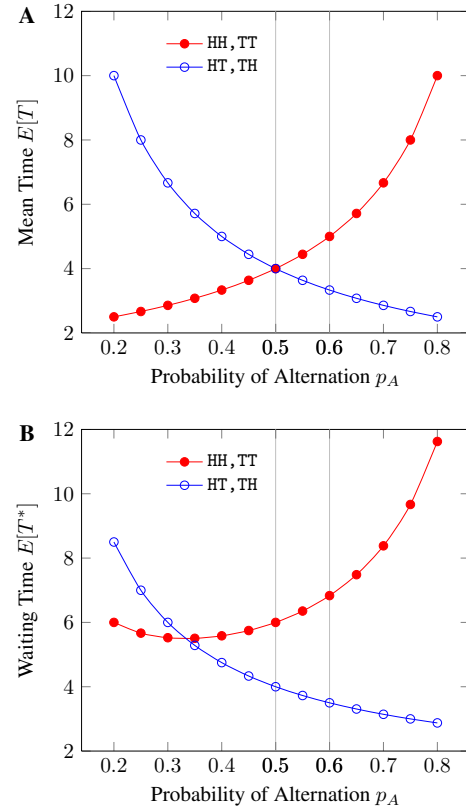 A
HH,TT
HT,TH
Mean Time E[T]
12
10
8
6
4
2
0.2 0.3 0.4 0.5 0.6 0.7 0.8
Probability of Alternation p_A
B
HH,TT
HT,TH
Waiting Time E[T*]
12
10
8
6
4
2
0.2 0.3 0.4 0.5 0.6 0.7 0.8
Probability of Alternation p_A